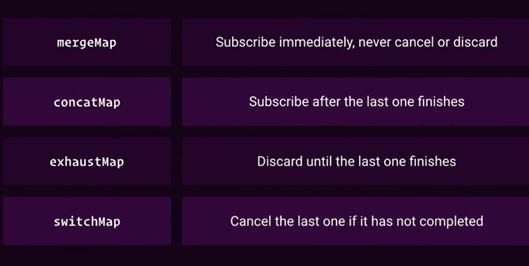 mergeMap Subscribe immediately, never cancel or discard
concatMap Subscribe after the last one finishes
exhaustMap Discard until the last one finishes
switchMap Cancel the last one if it has not completed